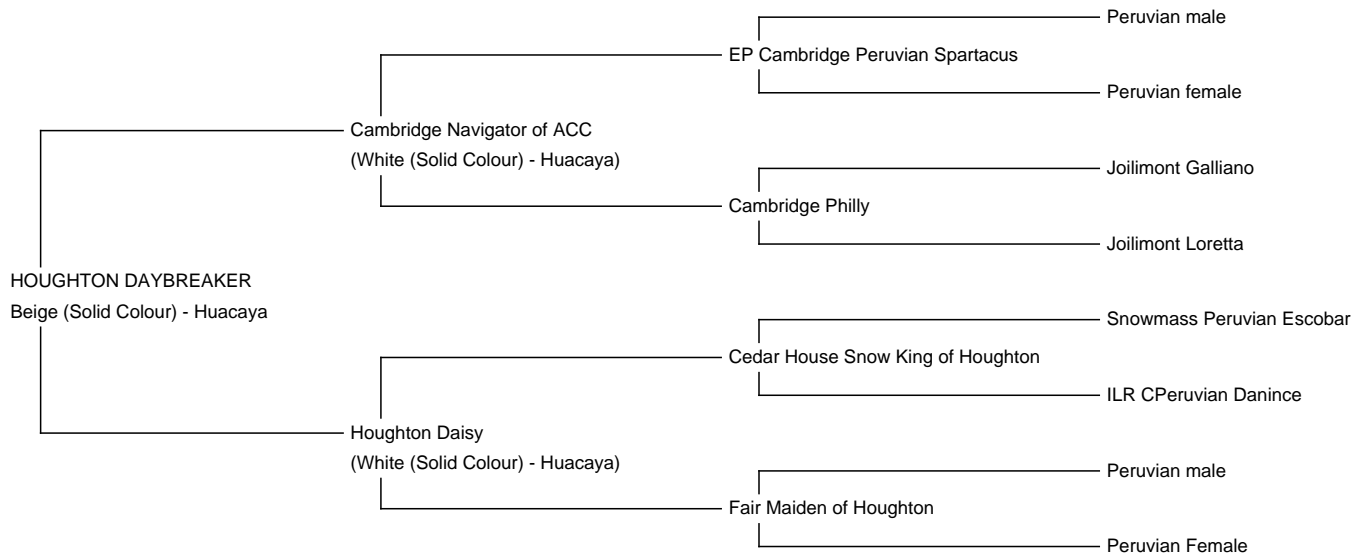 Peruvian male
EP Cambridge Peruvian Spartacus
Peruvian female
Cambridge Navigator of ACC
(White (Solid Colour) - Huacaya)
Joilimont Galliano
Cambridge Philly
Joilimont Loretta
HOUGHTON DAYBREAKER
Beige (Solid Colour) - Huacaya
Snowmass Peruvian Escobar
Cedar House Snow King of Houghton
ILR CPeruvian Danince
Houghton Daisy
(White (Solid Colour) - Huacaya)
Peruvian male
Fair Maiden of Houghton
Peruvian Female